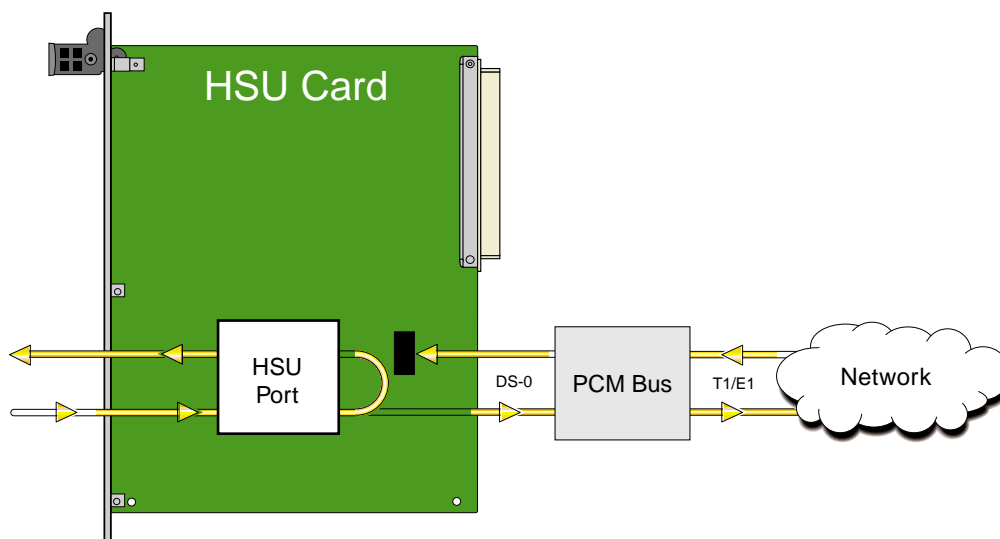 HSU Card
HSU
Port
DS-0
PCM Bus
T1/E1
Network